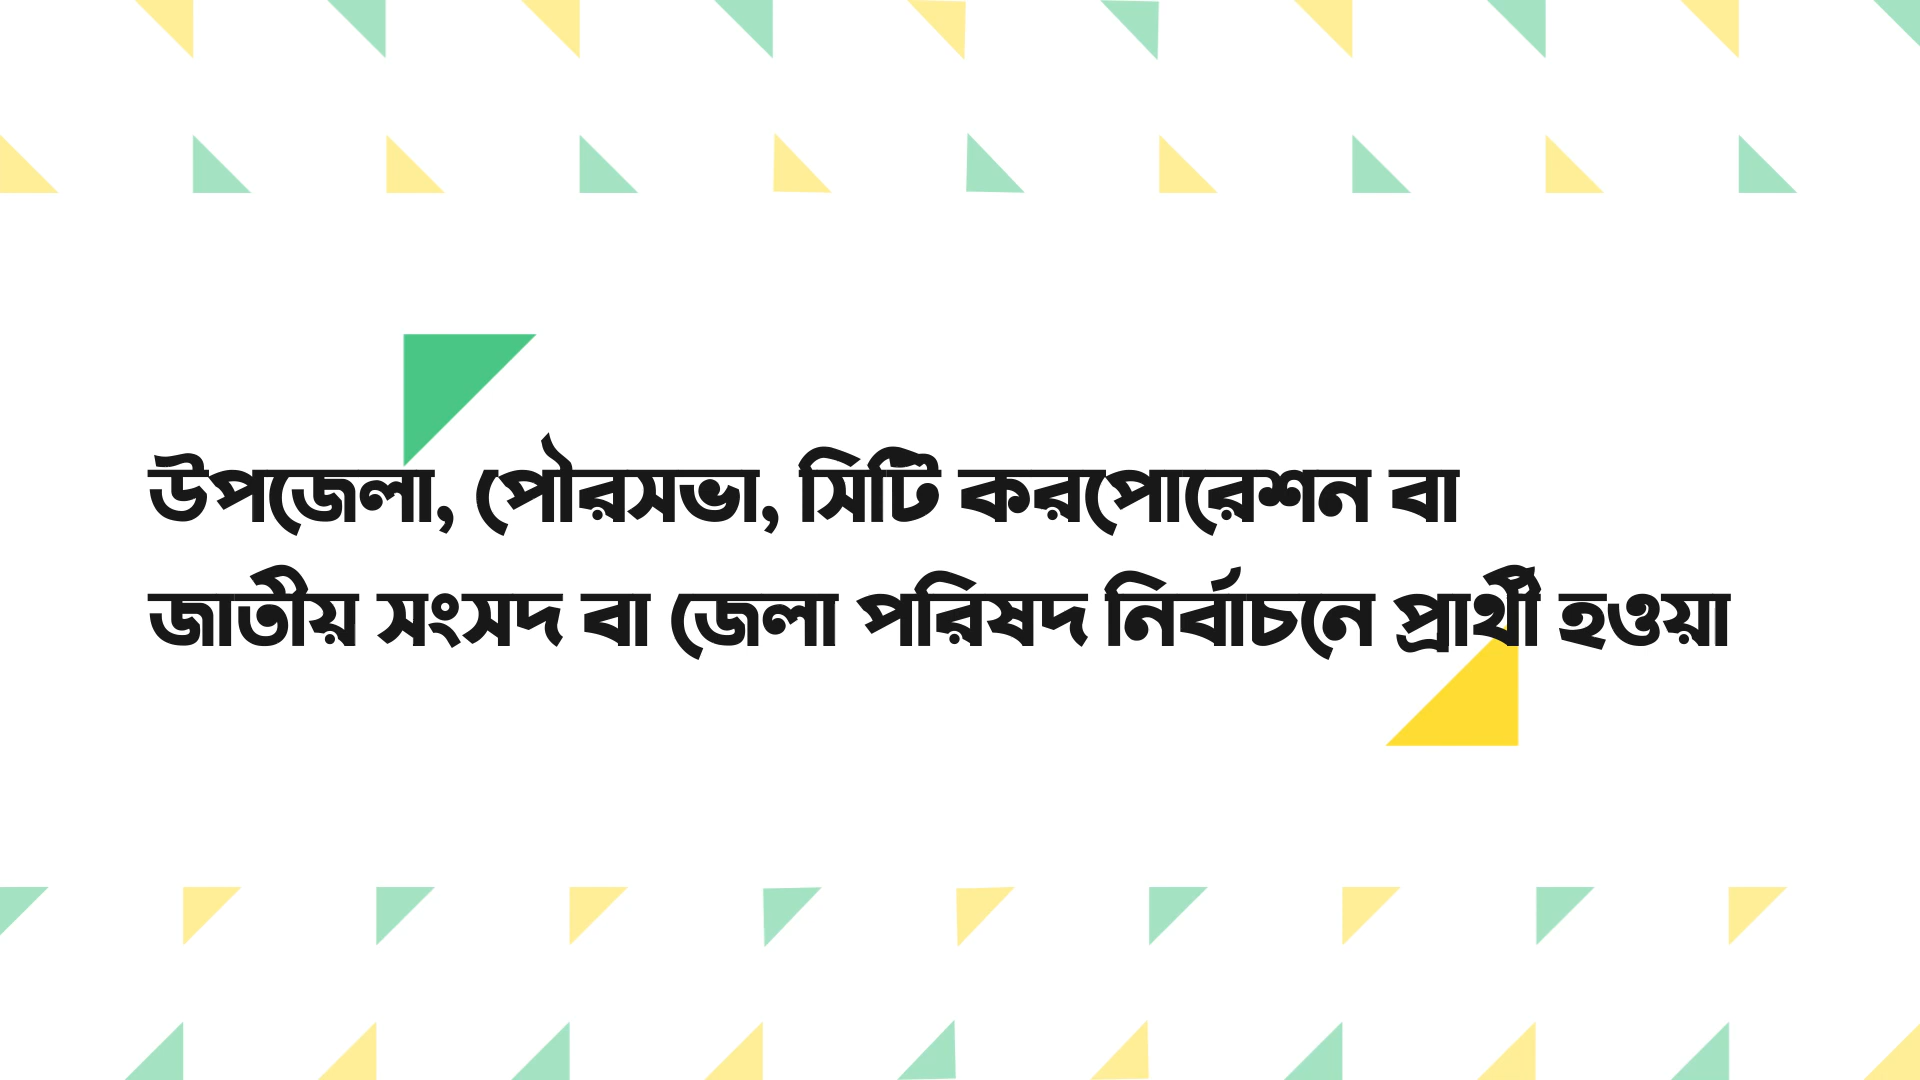 উপজেলা, পৌরসভা, সিটি করপোরেশন বা
জাতীয় সংসদ বা জেলা পরিষদ নির্বাচনে প্রার্থী হওয়া